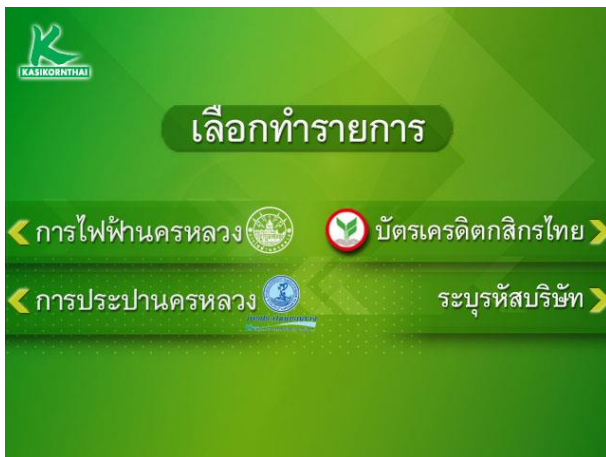 KASIKORNTHAI
เลือกทำรายการ
การไฟฟ้านครหลวง
บัตรเครดิตกสิกรไทย
การประปานครหลวง
ระบุรหัสบริษัท